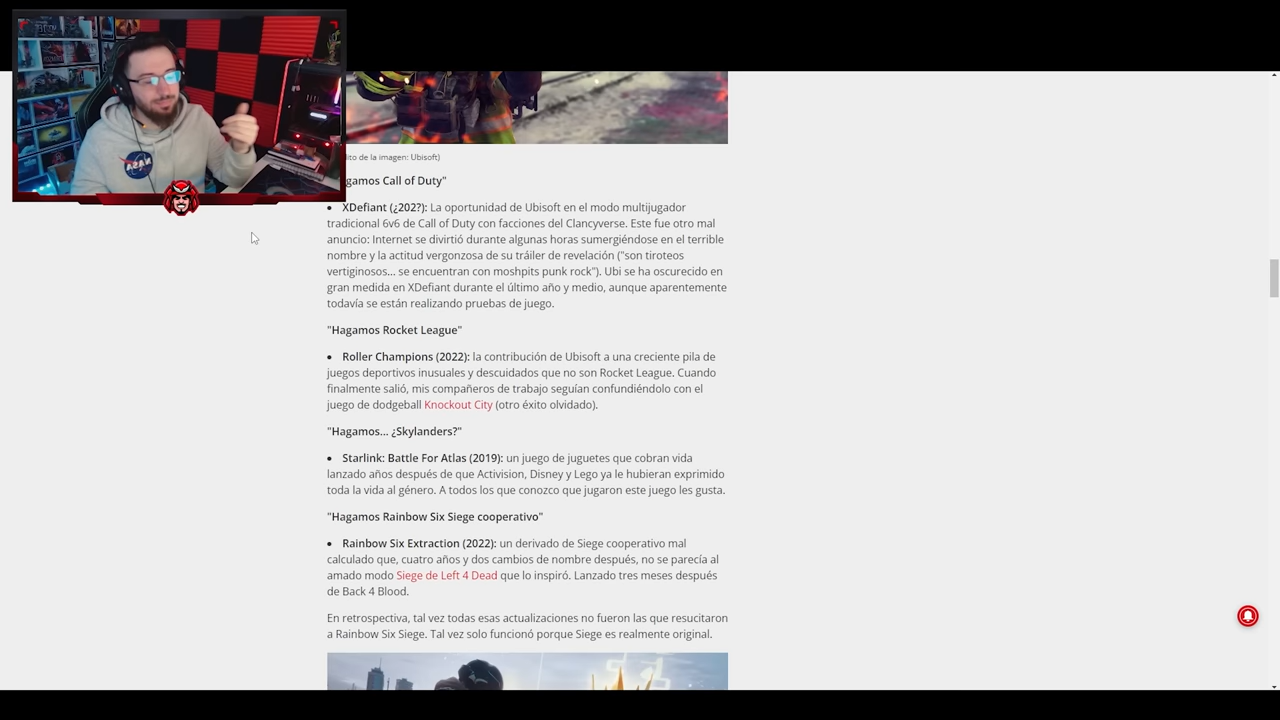 NASA
ito de la imagen: Ubisoft)
gamos Call of Duty"
XDefiant (¿202?): La oportunidad de Ubisoft en el modo multijugador
tradicional 6v6 de Call of Duty con facciones del Clancyverse. Este fue otro mal
anuncio: Internet se divirtió durante algunas horas sumergiéndose en el terrible
nombre y la actitud vergonzosa de su tráiler de revelación ("son tiroteos
vertiginosos... se encuentran con moshpits punk rock"). Ubi se ha oscurecido en
gran medida en XDefiant durante el último año y medio, aunque aparentemente
todavía se están realizando pruebas de juego.
"Hagamos Rocket League"
Roller Champions (2022): la contribución de Ubisoft a una creciente pila de
juegos deportivos inusuales y descuidados que no son Rocket League. Cuando
finalmente salió, mis compañeros de trabajo seguían confundiéndolo con el
juego de dodgeball Knockout City (otro éxito olvidado).
"Hagamos... ¿Skylanders?"
Starlink: Battle For Atlas (2019): un juego de juguetes que cobran vida
lanzado años después de que Activision, Disney y Lego ya le hubieran exprimido
toda la vida al género. A todos los que conozco que jugaron este juego les gusta.
"Hagamos Rainbow Six Siege cooperativo"
Rainbow Six Extraction (2022): un derivado de Siege cooperativo mal
calculado que, cuatro años y dos cambios de nombre después, no se parecía al
amado modo Siege de Left 4 Dead que lo inspiró. Lanzado tres meses después
de Back 4 Blood.
En retrospectiva, tal vez todas esas actualizaciones no fueron las que resucitaron
a Rainbow Six Siege. Tal vez solo funcionó porque Siege es realmente original.